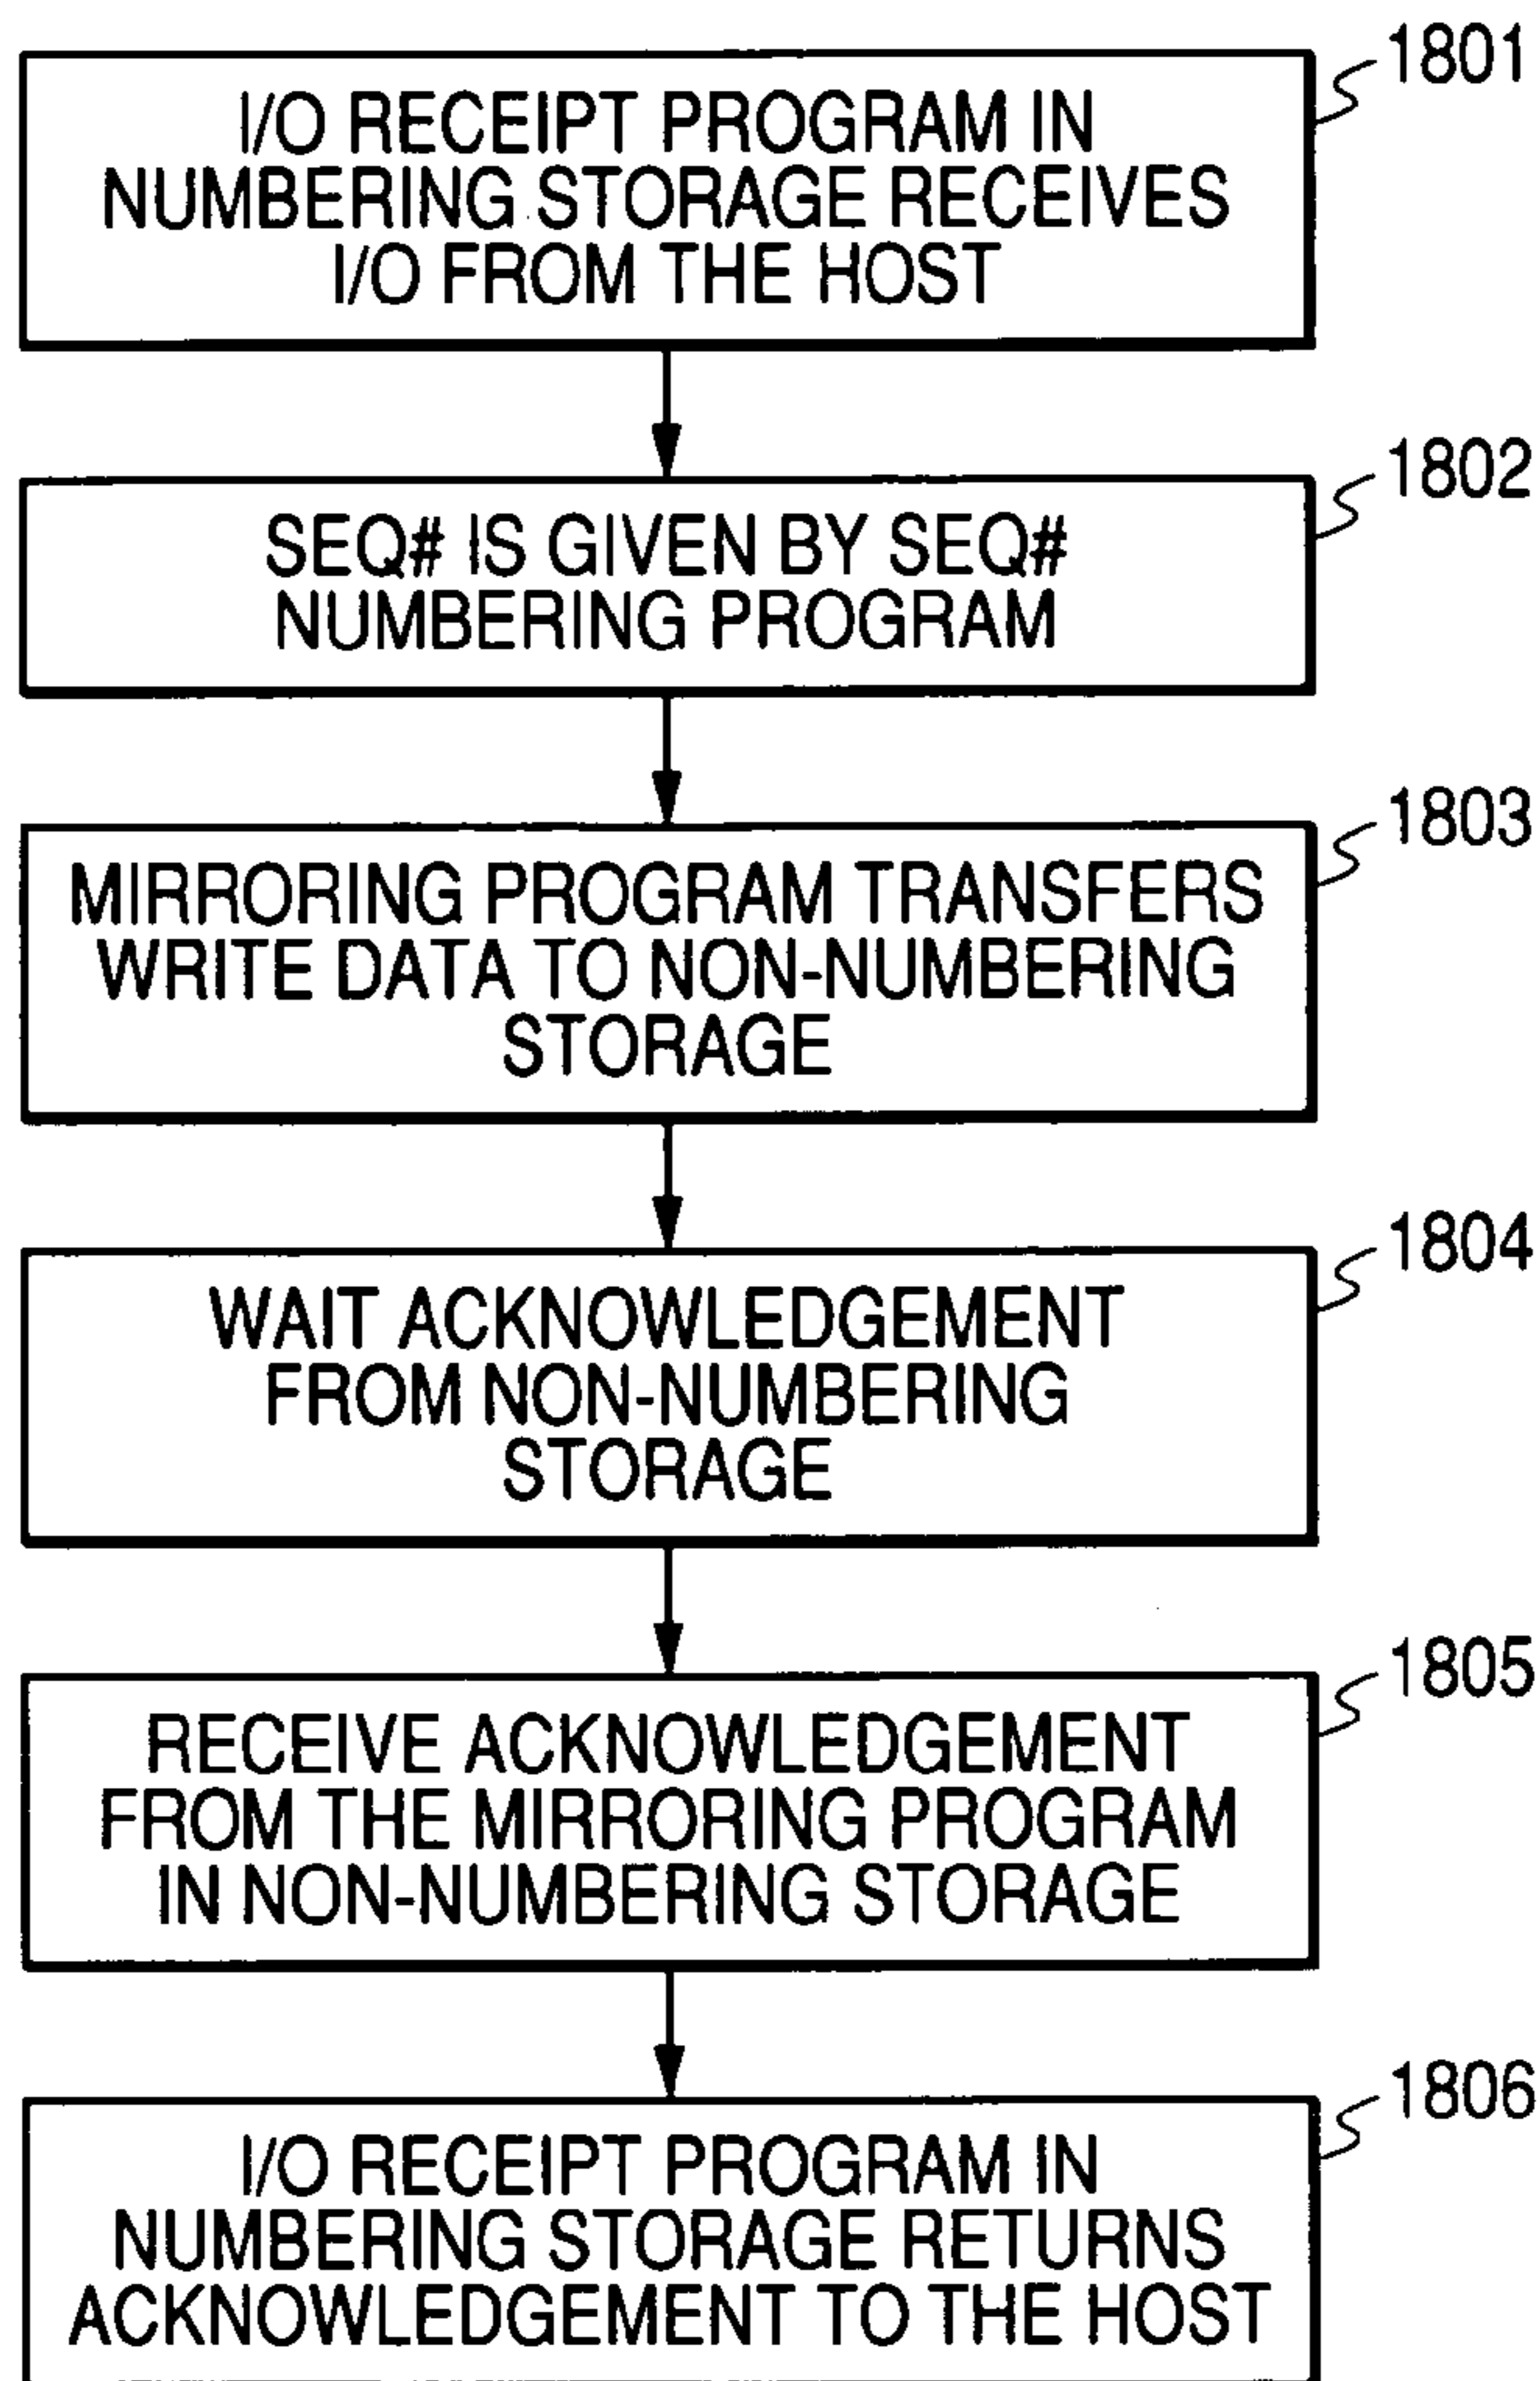 1801
I/O RECEIPT PROGRAM IN
NUMBERING STORAGE RECEIVES
I/O FROM THE HOST
1802
SEQ# IS GIVEN BY SEQ#
NUMBERING PROGRAM
1803
MIRRORING PROGRAM TRANSFERS
WRITE DATA TO NON-NUMBERING
STORAGE
1804
WAIT ACKNOWLEDGEMENT
FROM NON-NUMBERING
STORAGE
1805
RECEIVE ACKNOWLEDGEMENT
FROM THE MIRRORING PROGRAM
IN NON-NUMBERING STORAGE
1806
I/O RECEIPT PROGRAM IN
NUMBERING STORAGE RETURNS
ACKNOWLEDGEMENT TO THE HOST